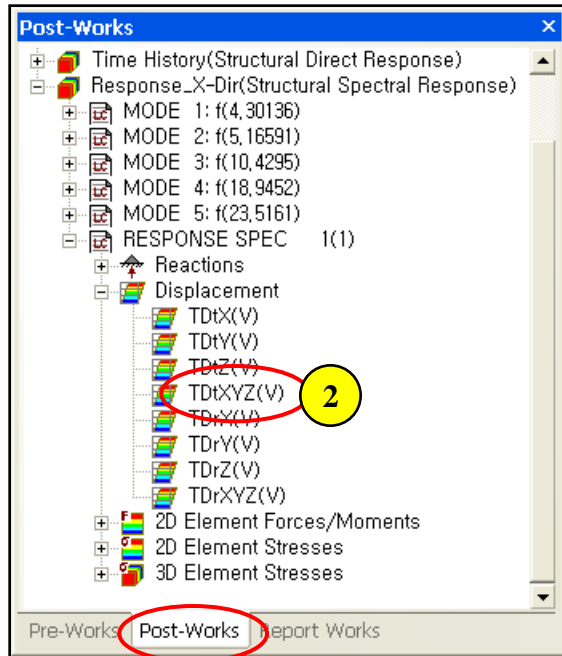 Post-Works
Time History(Structural Direct Response)
Response_X-Dir(Structural Spectral Response)
MODE 1: f(4,30136)
MODE 2: f(5,16591)
MODE 3: f(10,4295)
MODE 4: f(18,9452)
MODE 5: f(23,5161)
RESPONSE SPEC 1(1)
Reactions
Displacement
TDtX(V)
TDtY(V)
TDtZ(V)
TDtXYZ(V) 2
TDrX(V)
TDrY(V)
TDrZ(V)
TDrXYZ(V)
2D Element Forces/Moments
2D Element Stresses
3D Element Stresses
Pre-Works Post-Works Report Works